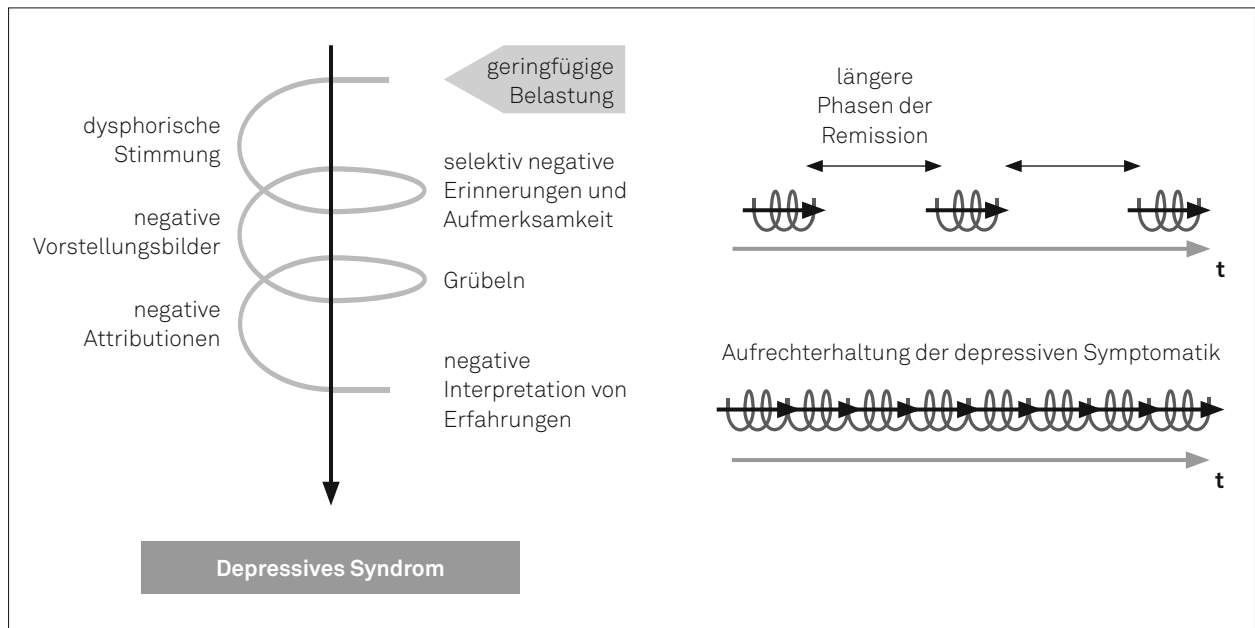 geringfügige
Belastung
dysphorische
Stimmung
selektiv negative
Erinnerungen und
Aufmerksamkeit
negative
Vorstellungsbilder
Grübeln
negative
Attributionen
negative
Interpretation von
Erfahrungen
Depressives Syndrom
längere
Phasen der
Remission
t
Aufrechterhaltung der depressiven Symptomatik
t